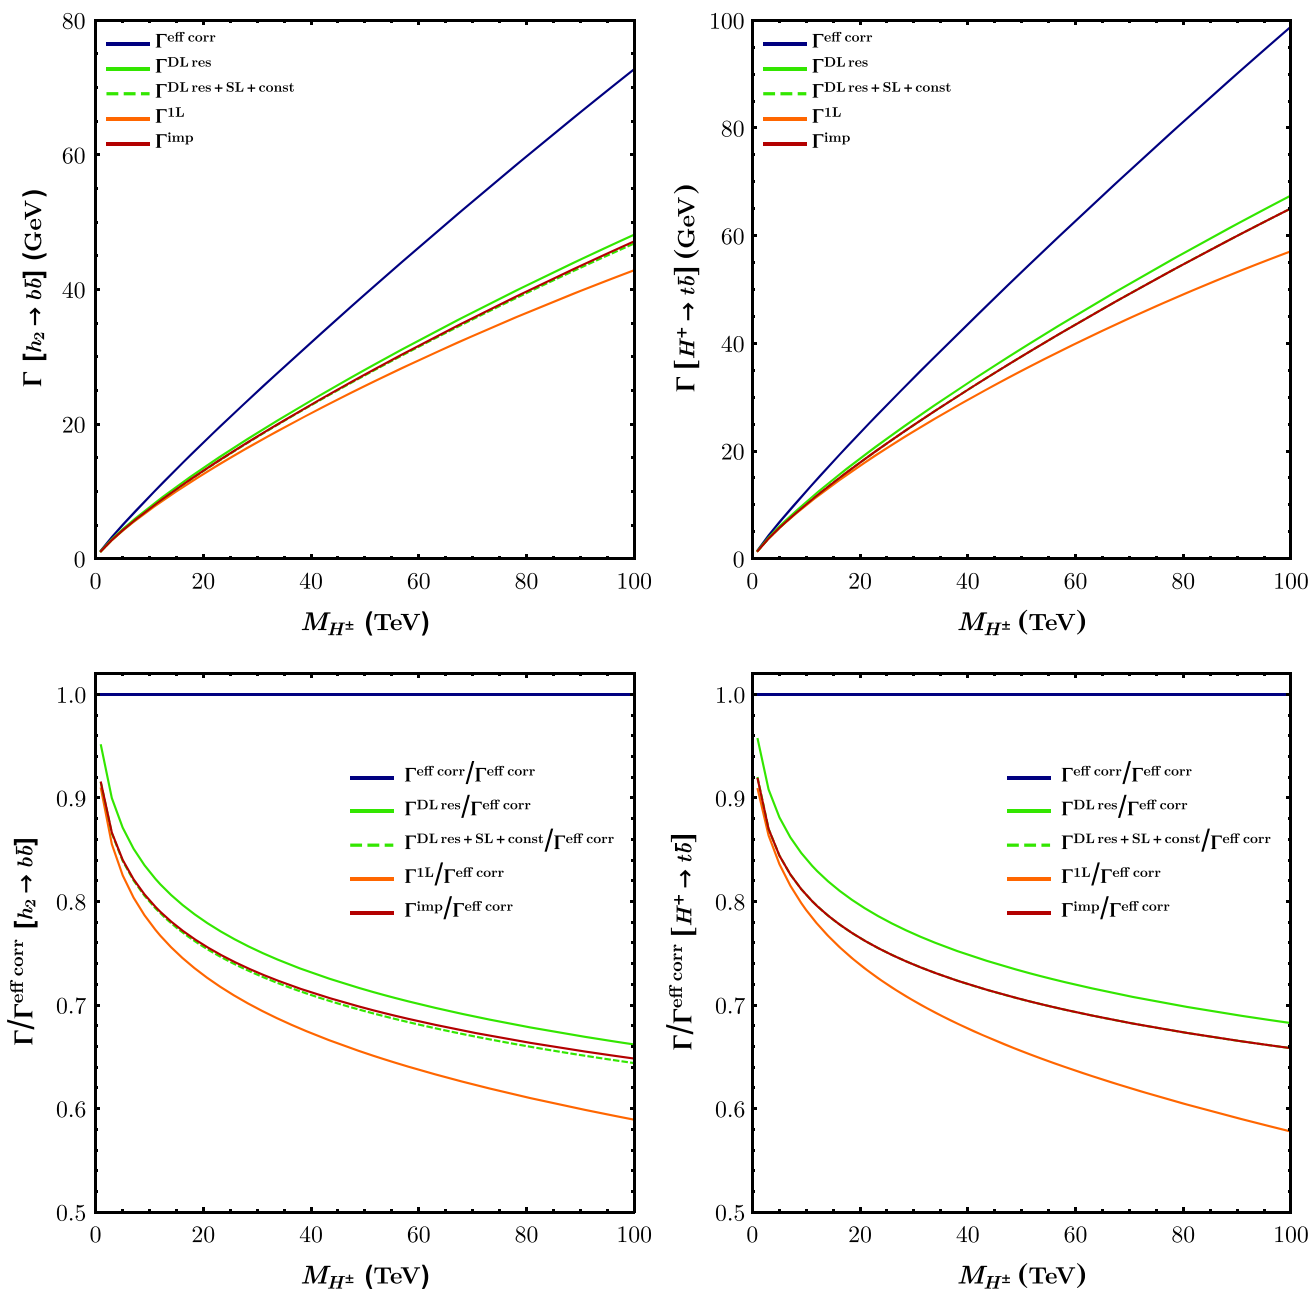 80
60
40
20
0
0 20 40 60 80 100
Γ [h₂ → bb̄] (GeV)
M_{H^±} (TeV)
Γ^{eff corr}
Γ^{DL res}
Γ^{DL res + SL + const}
Γ^{1L}
Γ^{imp}
100
80
60
40
20
0
0 20 40 60 80 100
Γ [H⁺ → tb̄] (GeV)
M_{H^±} (TeV)
Γ^{eff corr}
Γ^{DL res}
Γ^{DL res + SL + const}
Γ^{1L}
Γ^{imp}
1.0
0.9
0.8
0.7
0.6
0.5
0 20 40 60 80 100
Γ/Γ^{eff corr} [h₂ → bb̄]
M_{H^±} (TeV)
Γ^{eff corr}/Γ^{eff corr}
Γ^{DL res}/Γ^{eff corr}
Γ^{DL res + SL + const}/Γ^{eff corr}
Γ^{1L}/Γ^{eff corr}
Γ^{imp}/Γ^{eff corr}
1.0
0.9
0.8
0.7
0.6
0.5
0 20 40 60 80 100
Γ/Γ^{eff corr} [H⁺ → tb̄]
M_{H^±} (TeV)
Γ^{eff corr}/Γ^{eff corr}
Γ^{DL res}/Γ^{eff corr}
Γ^{DL res + SL + const}/Γ^{eff corr}
Γ^{1L}/Γ^{eff corr}
Γ^{imp}/Γ^{eff corr}